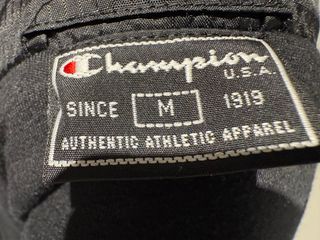 Champion
U.S.A.
SINCE M 1919
AUTHENTIC ATHLETIC APPAREL